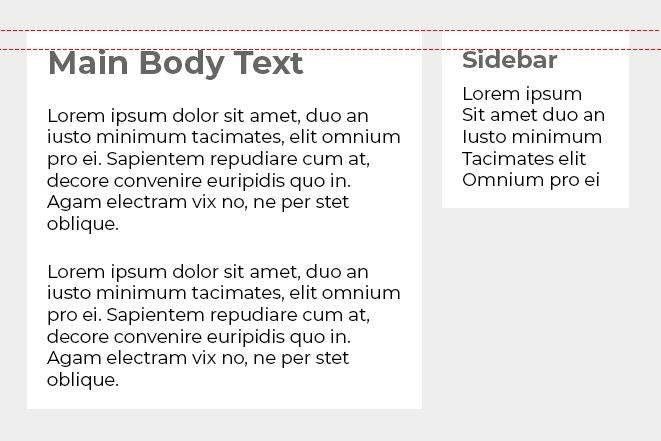 Main Body Text
Lorem ipsum dolor sit amet, duo an
iusto minimum tacimates, elit omnium
pro ei. Sapientem repudiare cum at,
decore convenire euripidis quo in.
Agam electram vix no, ne per stet
oblique.
Lorem ipsum dolor sit amet, duo an
iusto minimum tacimates, elit omnium
pro ei. Sapientem repudiare cum at,
decore convenire euripidis quo in.
Agam electram vix no, ne per stet
oblique.
Sidebar
Lorem ipsum
Sit amet duo an
Iusto minimum
Tacimates elit
Omnium pro ei